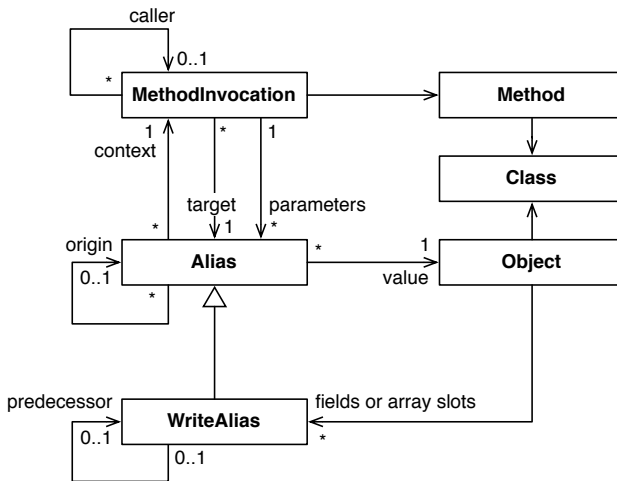 caller
0..1
*
MethodInvocation
Method
1
*
1
context
Class
target
parameters
*
1
*
origin
0..1
Alias
*
1
Object
*
value
predecessor
fields or array slots
0..1
WriteAlias
*
0..1